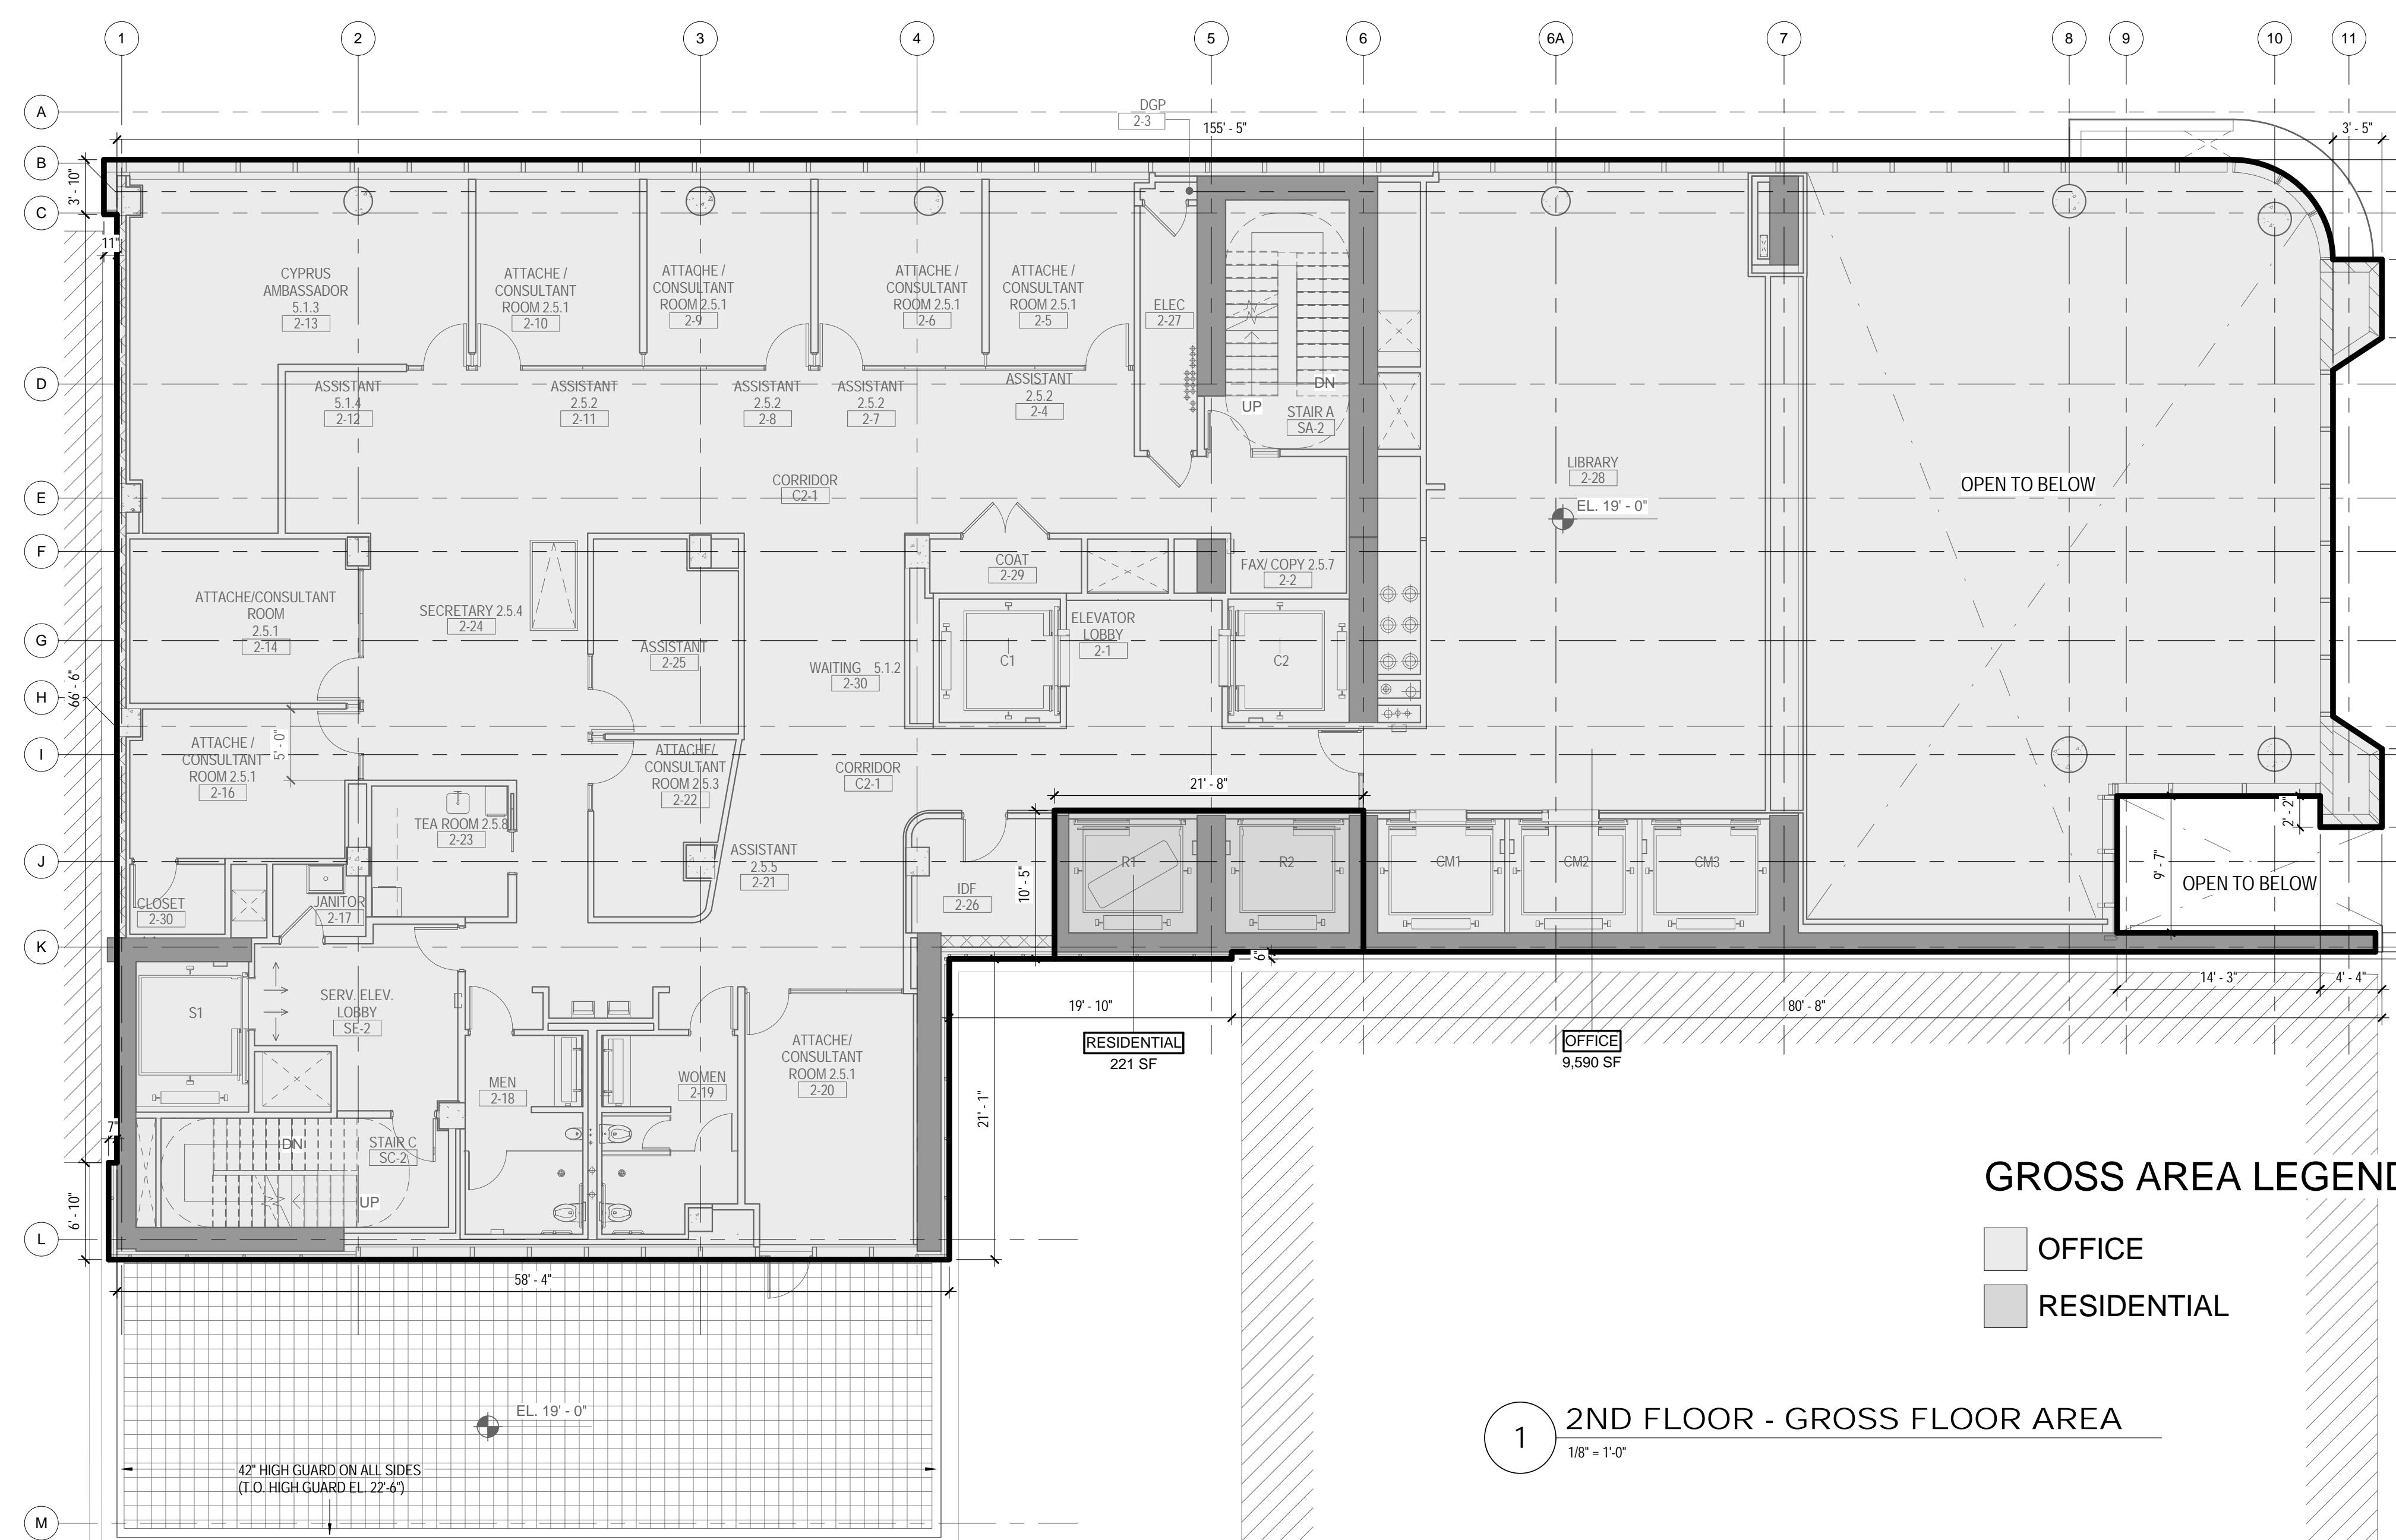 1
2
3
4
5
6
6A
7
8
9
10
11
A
B
C
D
E
F
G
H
I
J
K
L
M
DGP
2-3
155' - 5"
3' - 5"
3' - 10"
11"
CYPRUS
AMBASSADOR
5.1.3
2-13
ATTACHE /
CONSULTANT
ROOM 2.5.1
2-10
ATTACHE /
CONSULTANT
ROOM 2.5.1
2-9
ATTACHE /
CONSULTANT
ROOM 2.5.1
2-6
ATTACHE /
CONSULTANT
ROOM 2.5.1
2-5
ELEC
2-27
ASSISTANT
5.1.4
2-12
ASSISTANT
2.5.2
2-11
ASSISTANT
2.5.2
2-8
ASSISTANT
2.5.2
2-7
ASSISTANT
2.5.2
2-4
DN
UP
STAIR A
SA-2
CORRIDOR
C2-1
LIBRARY
2-28
EL. 19' - 0"
OPEN TO BELOW
COAT
2-29
FAX/ COPY 2.5.7
2-2
ATTACHE/CONSULTANT
ROOM
2.5.1
2-14
SECRETARY 2.5.4
2-24
ASSISTANT
2-25
WAITING 5.1.2
2-30
C1
ELEVATOR
LOBBY
2-1
C2
66' - 6"
5' - 0"
ATTACHE /
CONSULTANT
ROOM 2.5.1
2-16
ATTACHE/
CONSULTANT
ROOM 2.5.3
2-22
CORRIDOR
C2-1
21' - 8"
TEA ROOM 2.5.8
2-23
ASSISTANT
2.5.5
2-21
IDF
2-26
10' - 5"
R1
R2
CM1
CM2
CM3
2' - 2"
9' - 7"
OPEN TO BELOW
CLOSET
2-30
JANITOR
2-17
6"
14' - 3"
4' - 4"
19' - 10"
80' - 8"
S1
SERV. ELEV.
LOBBY
SE-2
RESIDENTIAL
221 SF
OFFICE
9,590 SF
MEN
2-18
WOMEN
2-19
ATTACHE/
CONSULTANT
ROOM 2.5.1
2-20
21' - 1"
7"
DN
STAIR C
SC-2
UP
6' - 10"
58' - 4"
GROSS AREA LEGEND
OFFICE
RESIDENTIAL
EL. 19' - 0"
42" HIGH GUARD ON ALL SIDES
(T.O. HIGH GUARD EL. 22'-6")
1
2ND FLOOR - GROSS FLOOR AREA
1/8" = 1'-0"